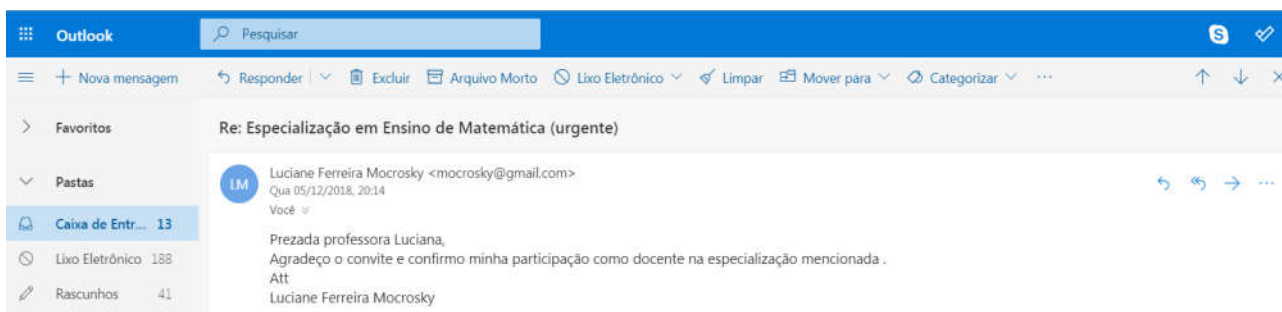 Outlook
Pesquisar
Nova mensagem
Responder
Excluir
Arquivo Morto
Lixo Eletrônico
Limpar
Mover para
Categorizar
Favoritos
Re: Especialização em Ensino de Matemática (urgente)
Pastas
LM
Luciane Ferreira Mocrosky <mocrosky@gmail.com>
Qua 05/12/2018, 20:14
Você
Caixa de Entr... 13
Prezada professora Luciana,
Agradeço o convite e confirmo minha participação como docente na especialização mencionada .
Att
Luciane Ferreira Mocrosky
Lixo Eletrônico 188
Rascunhos 41